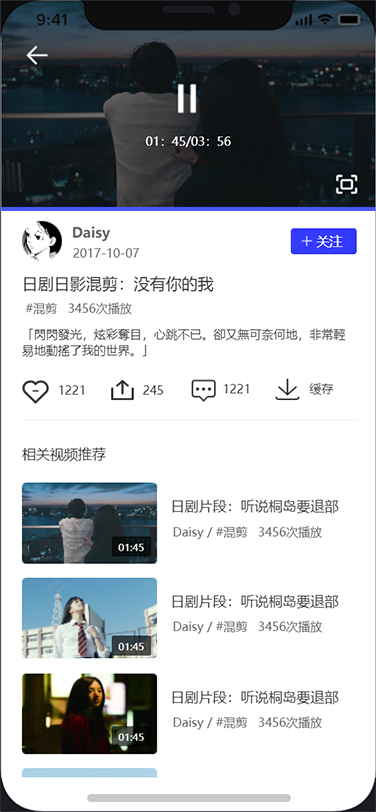 9:41
01：45/03：56
Daisy
2017-10-07
+ 关注
日剧日影混剪：没有你的我
#混剪 3456次播放
「閃閃發光，炫彩奪目，心跳不已。卻又無可奈何地，非常輕
易地動搖了我的世界。」
1221 245 1221 缓存
相关视频推荐
日剧片段：听说桐岛要退部
Daisy / #混剪 3456次播放
01:45
日剧片段：听说桐岛要退部
Daisy / #混剪 3456次播放
01:45
日剧片段：听说桐岛要退部
Daisy / #混剪 3456次播放
01:45